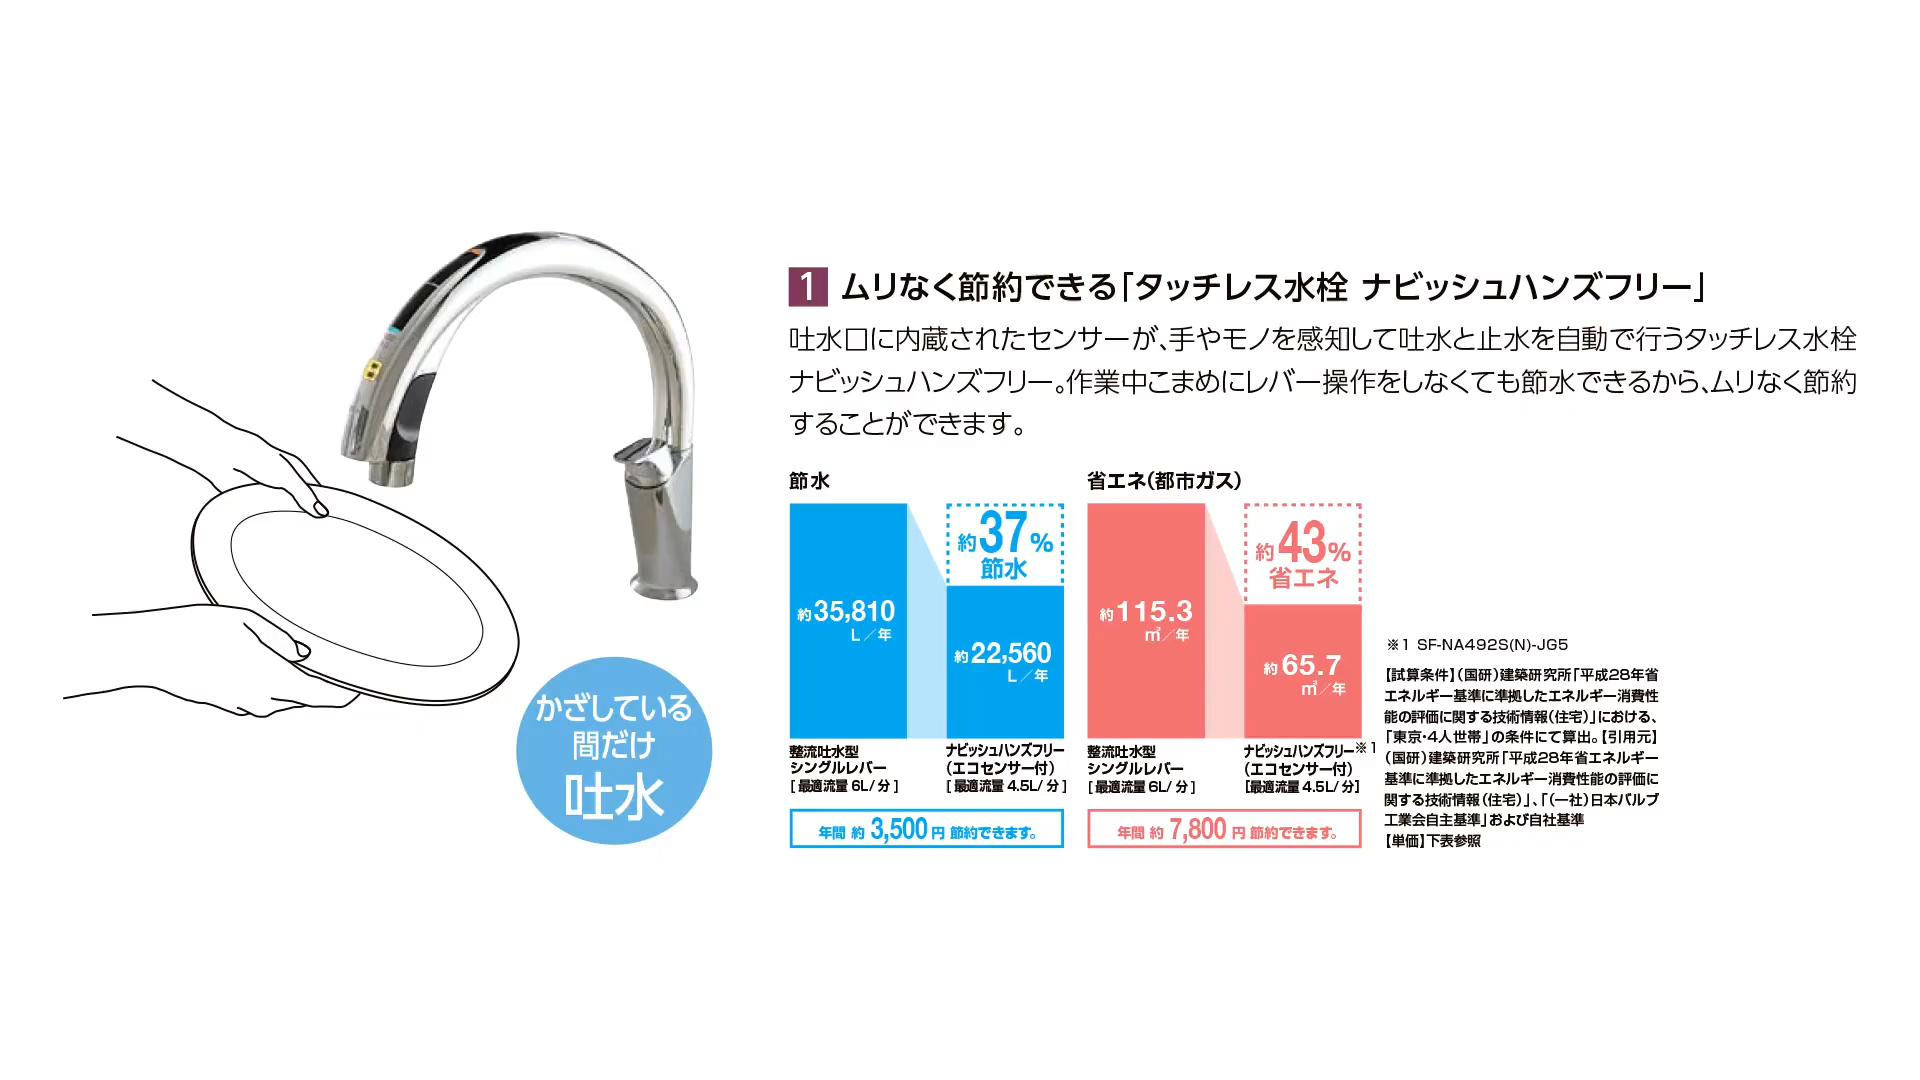 1 ムリなく節約できる「タッチレス水栓 ナビッシュハンズフリー」
吐水口に内蔵されたセンサーが、手やモノを感知して吐水と止水を自動で行うタッチレス水栓
ナビッシュハンズフリー。作業中こまめにレバー操作をしなくても節水できるから、ムリなく節約
することができます。
かざしている
間だけ
吐水
節水
約35,810
L/年
約37%
節水
約22,560
L/年
整流吐水型
シングルレバー
[最適流量 6L/分]
ナビッシュハンズフリー
(エコセンサー付)
[最適流量 4.5L/分]
年間 約 3,500 円 節約できます。
省エネ(都市ガス)
約115.3
㎥/年
約43%
省エネ
約65.7
㎥/年
整流吐水型
シングルレバー
[最適流量 6L/分]
ナビッシュハンズフリー※1
(エコセンサー付)
[最適流量 4.5L/分]
年間 約 7,800 円 節約できます。
※1 SF-NA492S(N)-JG5
【試算条件】(国研)建築研究所「平成28年省
エネルギー基準に準拠したエネルギー消費性
能の評価に関する技術情報(住宅)」における、
「東京・4人世帯」の条件にて算出。【引用元】
(国研)建築研究所「平成28年省エネルギー
基準に準拠したエネルギー消費性能の評価に
関する技術情報(住宅)」、「(一社)日本バルブ
工業会自主基準」および自社基準
【単価】下表参照